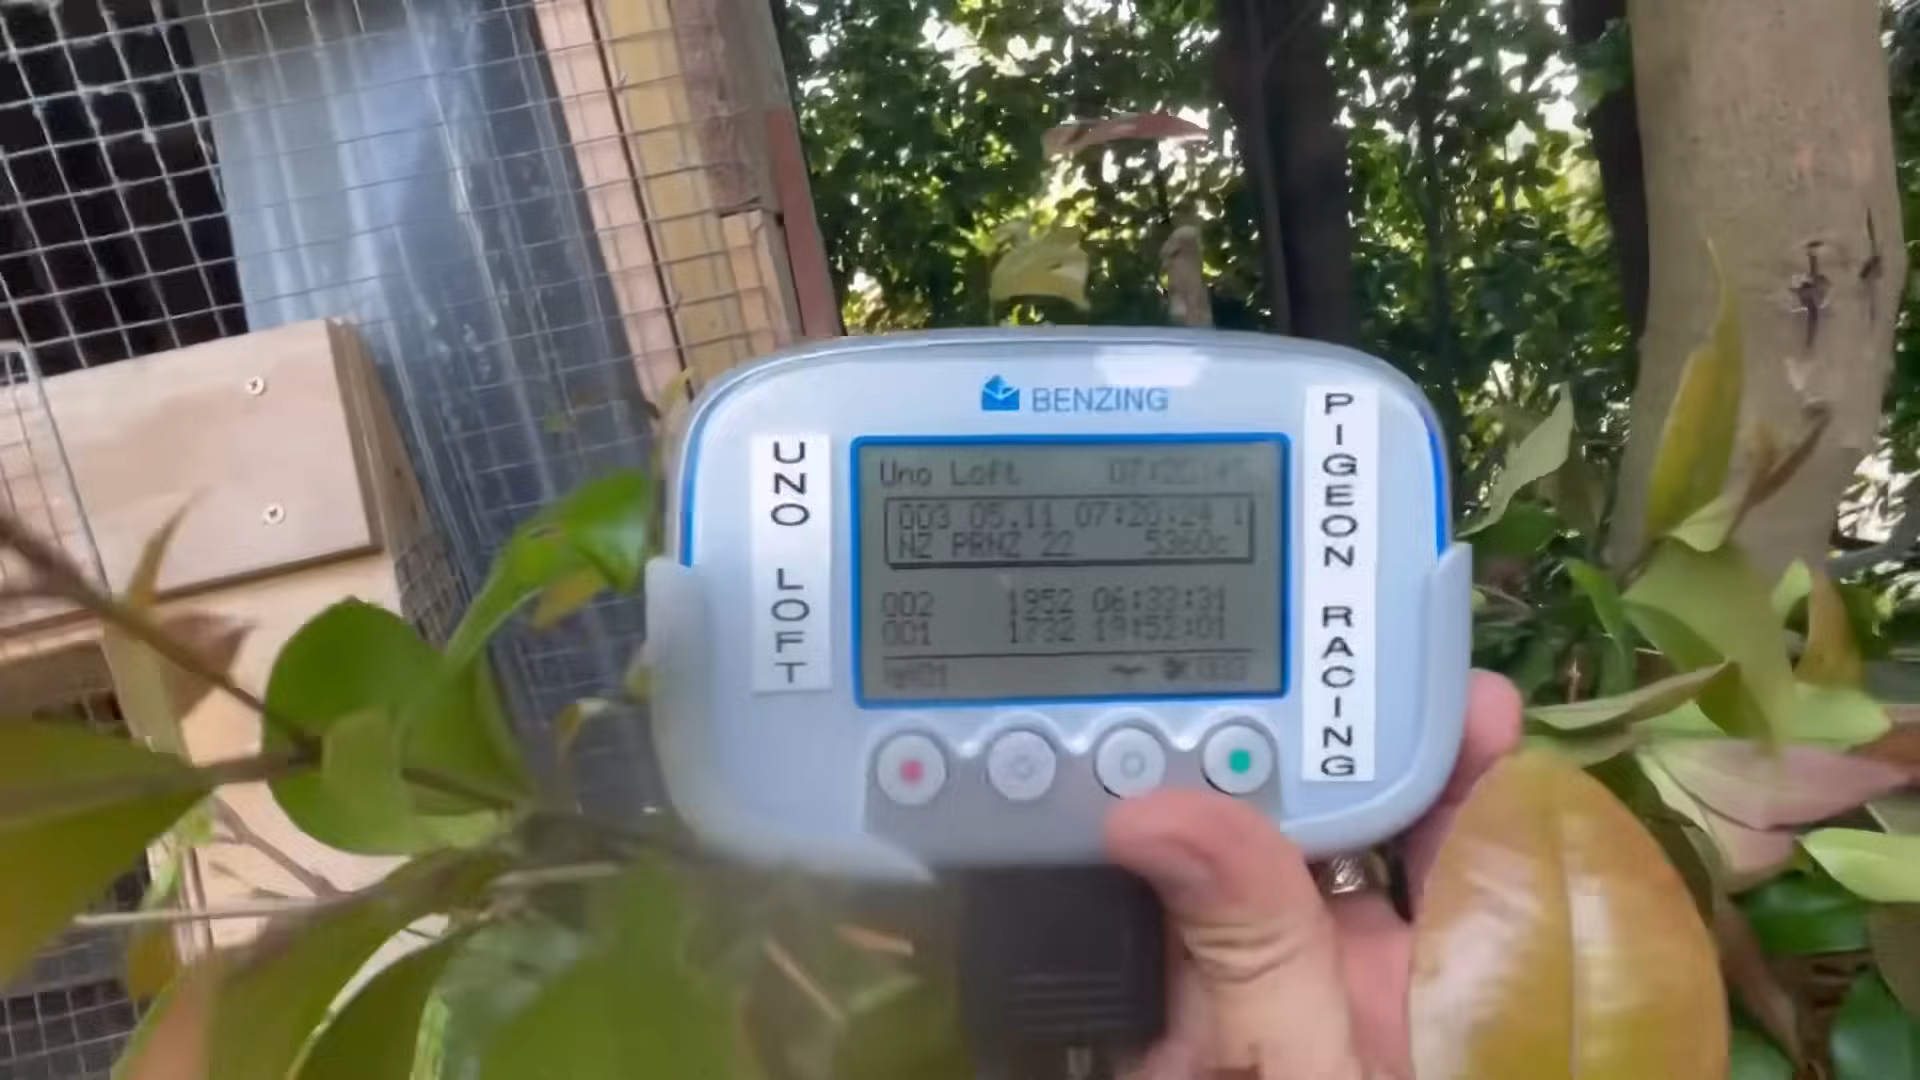 BENZING
UNO LOFT
Uno Loft
003 05.11 07:20:24
NZ PRNZ 22 5360c
002 1952 06:33:31
001 1732 19:52:01
PIGEON RACING